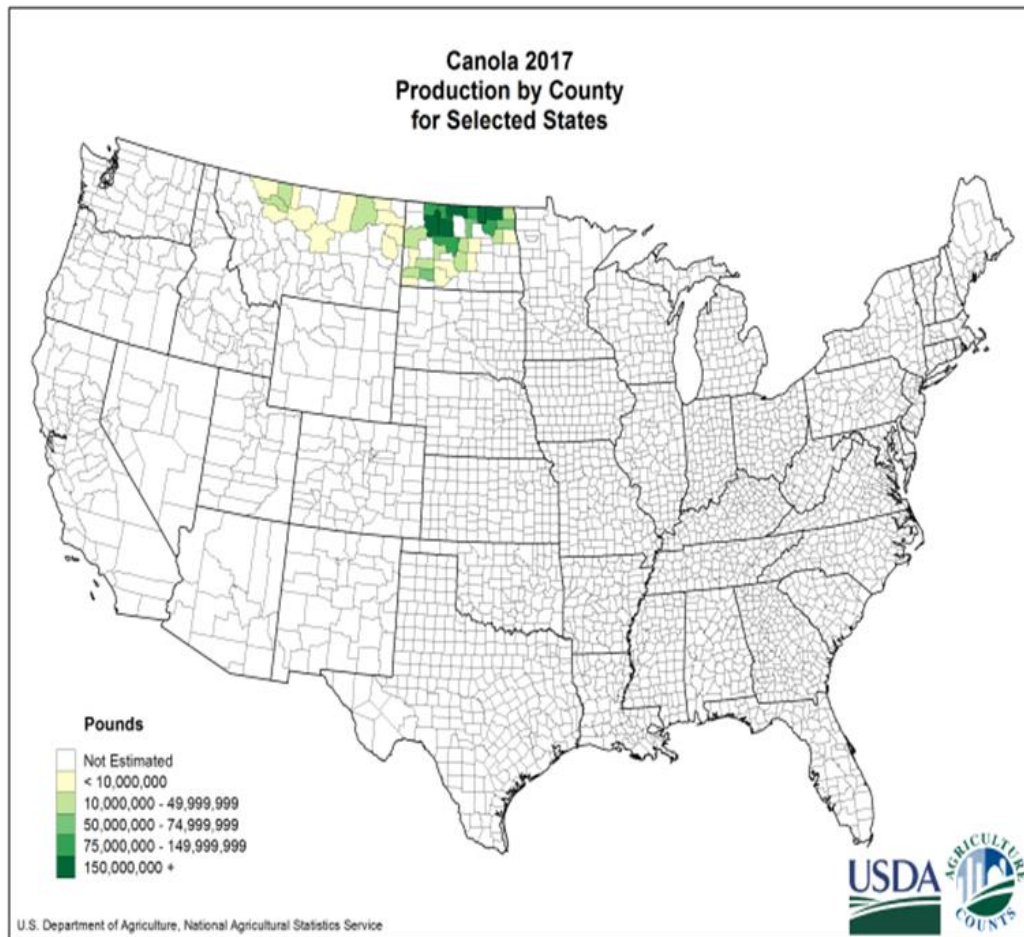 Canola 2017
Production by County
for Selected States
Pounds
Not Estimated
< 10,000,000
10,000,000 - 49,999,999
50,000,000 - 74,999,999
75,000,000 - 149,999,999
150,000,000 +
U.S. Department of Agriculture, National Agricultural Statistics Service
USDA
AGRICULTURE
COUNTS